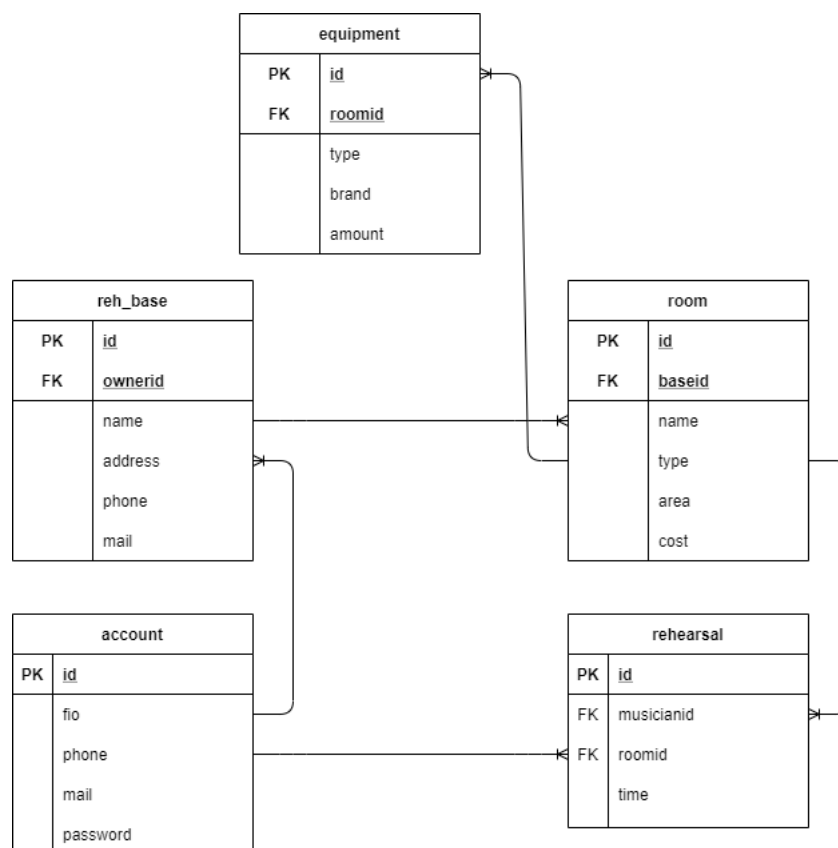 equipment
PK id
FK roomid
type
brand
amount
reh_base
PK id
FK ownerid
name
address
phone
mail
room
PK id
FK baseid
name
type
area
cost
account
PK id
fio
phone
mail
password
rehearsal
PK id
FK musicianid
FK roomid
time